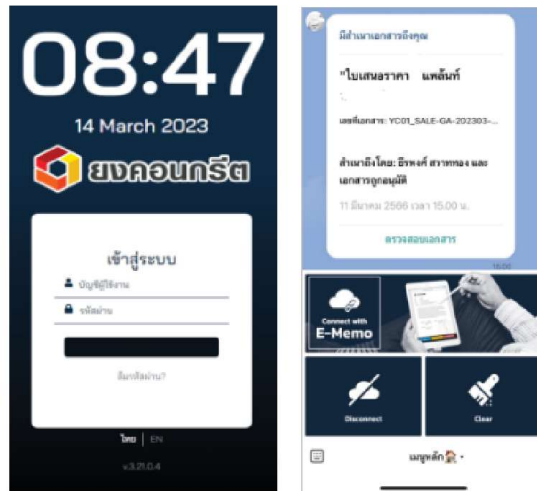 08:47
14 March 2023
ยงคอนกรีต
เข้าสู่ระบบ
บัญชีผู้ใช้งาน
รหัสผ่าน
ลืมรหัสผ่าน?
ไทย | EN
v.3.21.0.4
มีสำเนาเอกสารถึงคุณ
"ใบเสนอราคา แพล้นท์
เลขที่เอกสาร: YC01_SALE-GA-202303-...
สำเนาถึงโดย: ธีรพงศ์ สวาททอง และ
เอกสารถูกอนุมัติ
11 มีนาคม 2566 เวลา 15.00 น.
ตรวจสอบเอกสาร
Connect with
E-Memo
Disconnect
Clear
เมนูหลัก